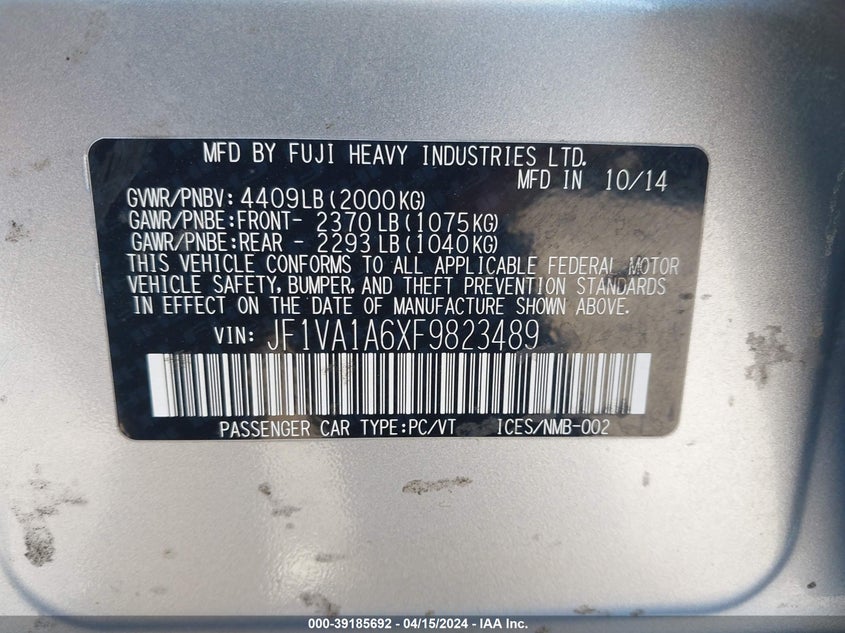 MFD BY FUJI HEAVY INDUSTRIES LTD.
MFD IN 10/14
GVWR/PNBV: 4409LB(2000KG)
GAWR/PNBE:FRONT- 2370LB(1075KG)
GAWR/PNBE:REAR - 2293LB(1040KG)
THIS VEHICLE CONFORMS TO ALL APPLICABLE FEDERAL MOTOR
VEHICLE SAFETY, BUMPER, AND THEFT PREVENTION STANDARDS
IN EFFECT ON THE DATE OF MANUFACTURE SHOWN ABOVE.
VIN: JF1VA1A6XF9823489
PASSENGER CAR TYPE:PC/VT ICES/NMB-002
000-39185692 - 04/15/2024 - IAA Inc.